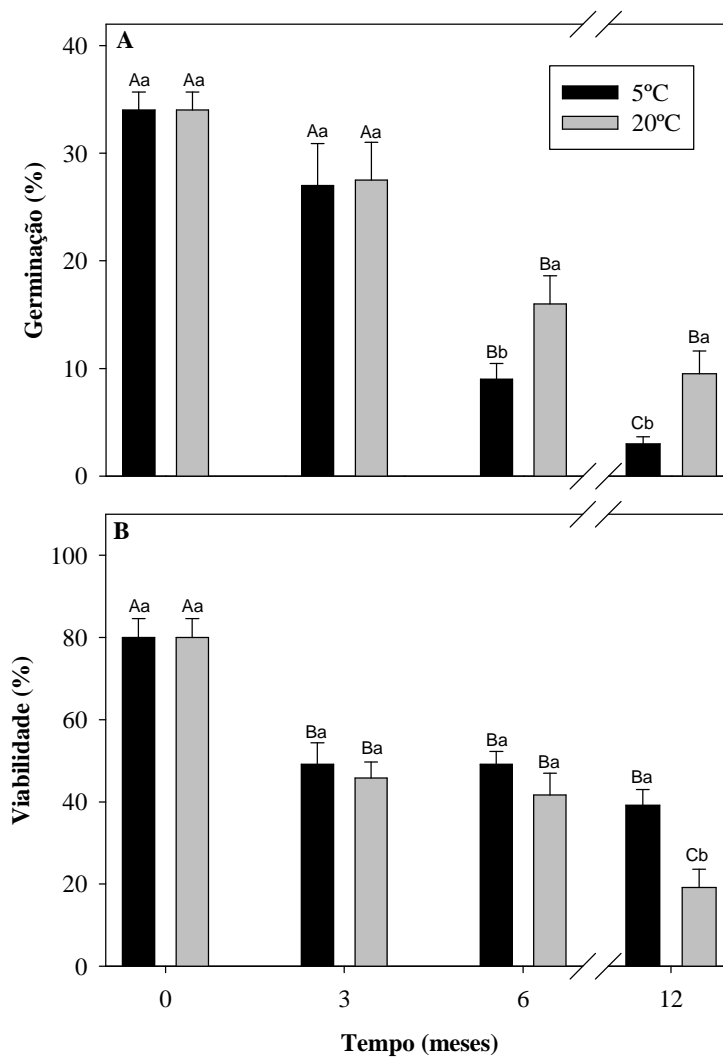 A
40
30
20
10
0
Germinação (%)
Aa Aa
Aa Aa
Bb Ba
Cb Ba
5ºC
20ºC
B
100
80
60
40
20
0
Viabilidade (%)
Aa Aa
Ba Ba
Ba Ba
Ba Cb
0 3 6 12
Tempo (meses)